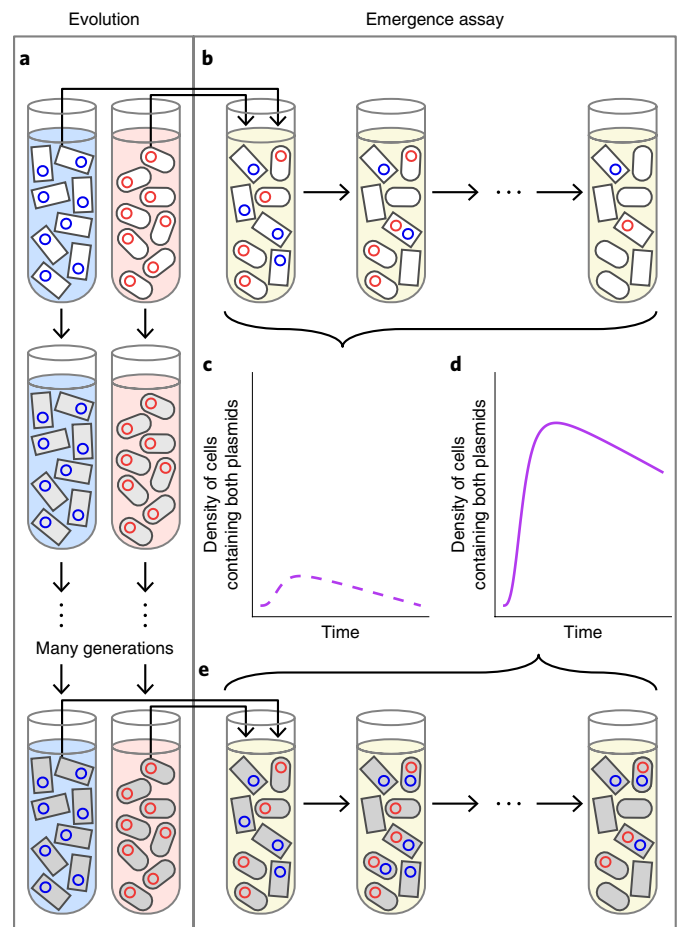 Evolution
Emergence assay
a
b
c
d
Density of cells
containing both plasmids
Time
Density of cells
containing both plasmids
Time
Many generations
e